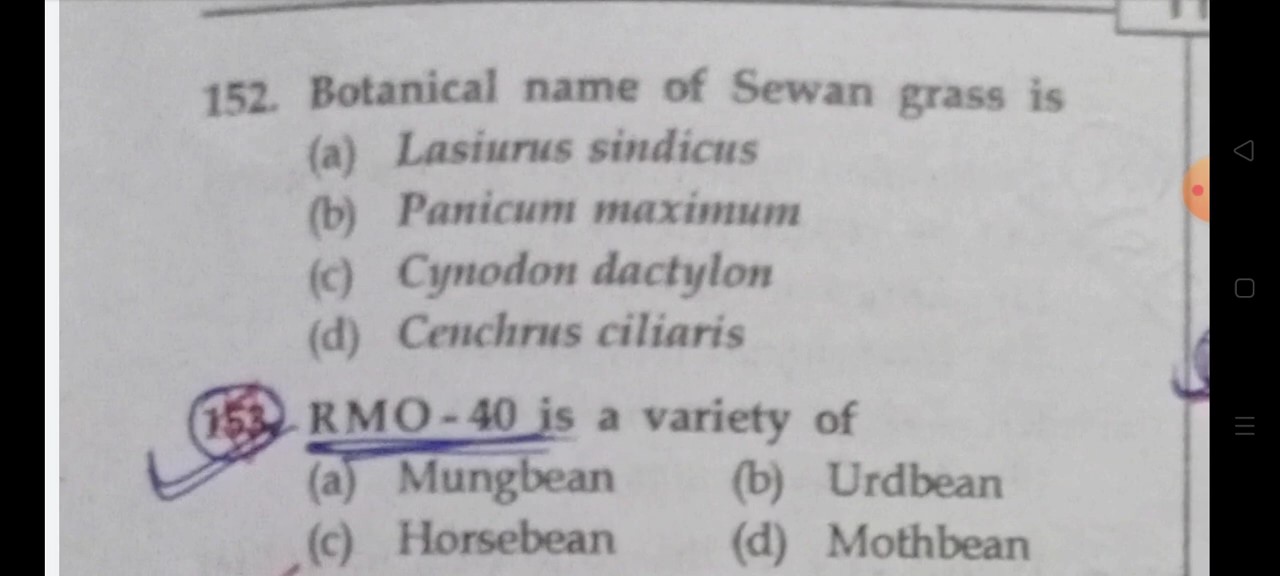 152. Botanical name of Sewan grass is
(a) Lasiurus sindicus
(b) Panicum maximum
(c) Cynodon dactylon
(d) Cenchrus ciliaris
153. RMO-40 is a variety of
(a) Mungbean (b) Urdbean
(c) Horsebean (d) Mothbean